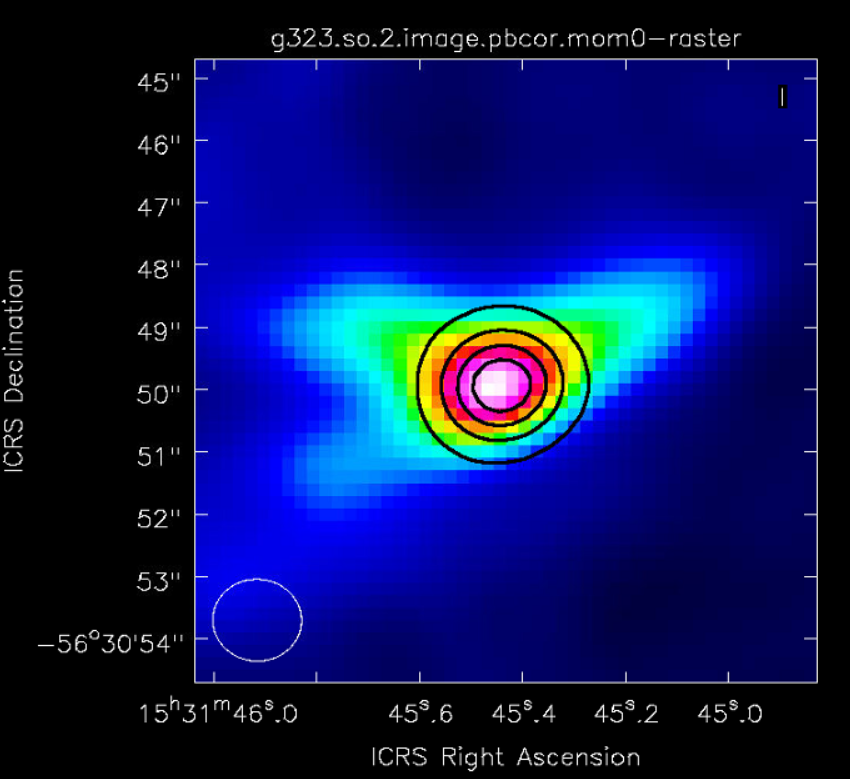 g323.so.2.image.pbcor.mom0-raster
45"
46"
47"
48"
49"
50"
51"
52"
53"
-56°30'54"
ICRS Declination
15ʰ31ᵐ46ˢ.0 45ˢ.6 45ˢ.4 45ˢ.2 45ˢ.0
ICRS Right Ascension